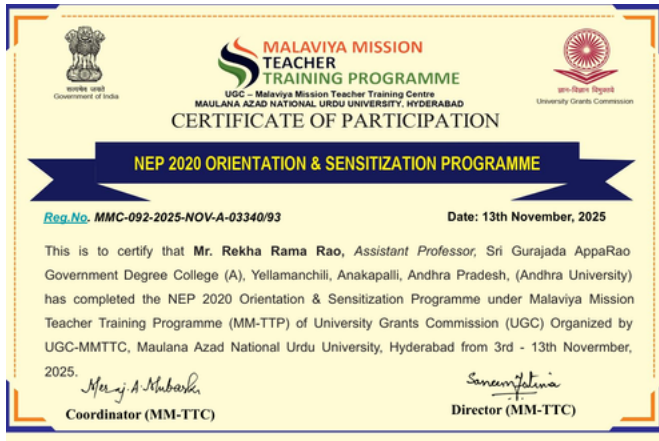 MALAVIYA MISSION
TEACHER
TRAINING PROGRAMME
सत्यमेव जयते
Government of India
UGC – Malaviya Mission Teacher Training Centre
MAULANA AZAD NATIONAL URDU UNIVERSITY, HYDERABAD
ज्ञान-विज्ञान विमुक्तये
University Grants Commission
CERTIFICATE OF PARTICIPATION
NEP 2020 ORIENTATION & SENSITIZATION PROGRAMME
Reg.No. MMC-092-2025-NOV-A-03340/93
Date: 13th November, 2025
This is to certify that Mr. Rekha Rama Rao, Assistant Professor, Sri Gurajada AppaRao
Government Degree College (A), Yellamanchili, Anakapalli, Andhra Pradesh, (Andhra University)
has completed the NEP 2020 Orientation & Sensitization Programme under Malaviya Mission
Teacher Training Programme (MM-TTP) of University Grants Commission (UGC) Organized by
UGC-MMTTC, Maulana Azad National Urdu University, Hyderabad from 3rd - 13th Novermber,
2025.
Coordinator (MM-TTC)
Director (MM-TTC)